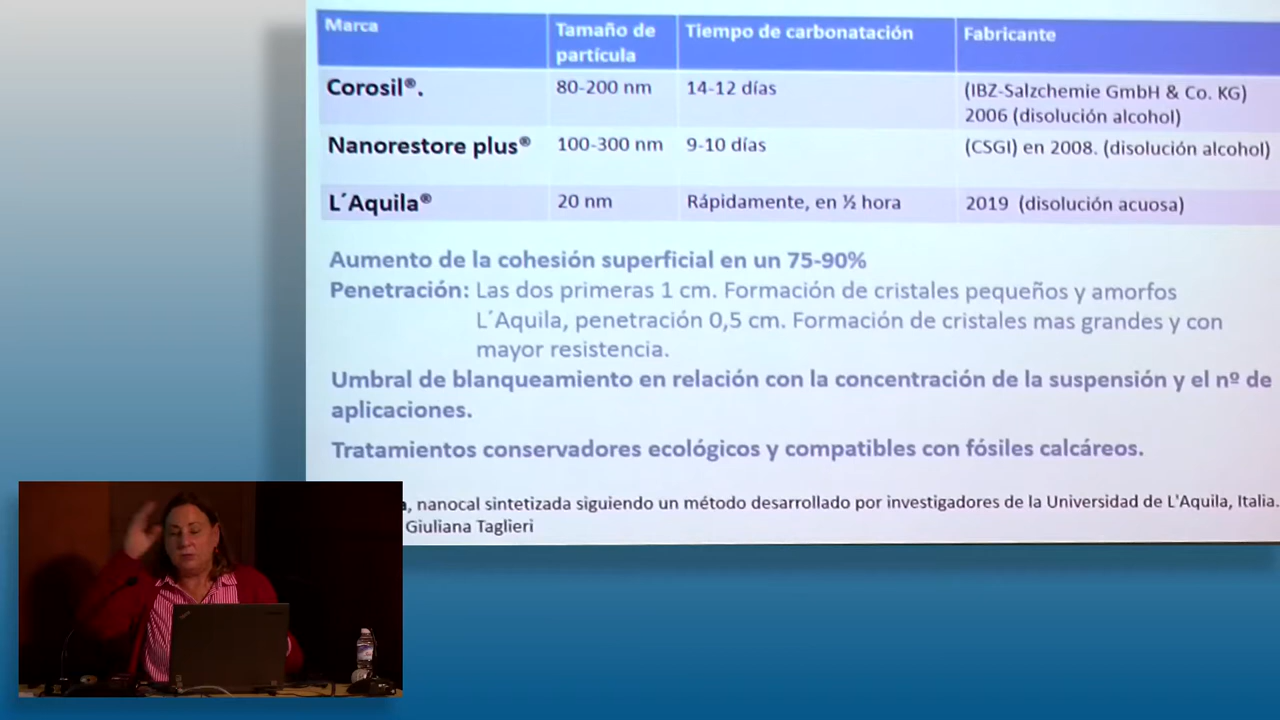 Marca Tamaño de partícula Tiempo de carbonatación Fabricante
Corosil®. 80-200 nm 14-12 días (IBZ-Salzchemie GmbH & Co. KG) 2006 (disolución alcohol)
Nanorestore plus® 100-300 nm 9-10 días (CSGI) en 2008. (disolución alcohol)
L´Aquila® 20 nm Rápidamente, en ½ hora 2019 (disolución acuosa)
Aumento de la cohesión superficial en un 75-90%
Penetración: Las dos primeras 1 cm. Formación de cristales pequeños y amorfos
L´Aquila, penetración 0,5 cm. Formación de cristales mas grandes y con
mayor resistencia.
Umbral de blanqueamiento en relación con la concentración de la suspensión y el nº de
aplicaciones.
Tratamientos conservadores ecológicos y compatibles con fósiles calcáreos.
, nanocal sintetizada siguiendo un método desarrollado por investigadores de la Universidad de L'Aquila, Italia.
Giuliana Taglieri